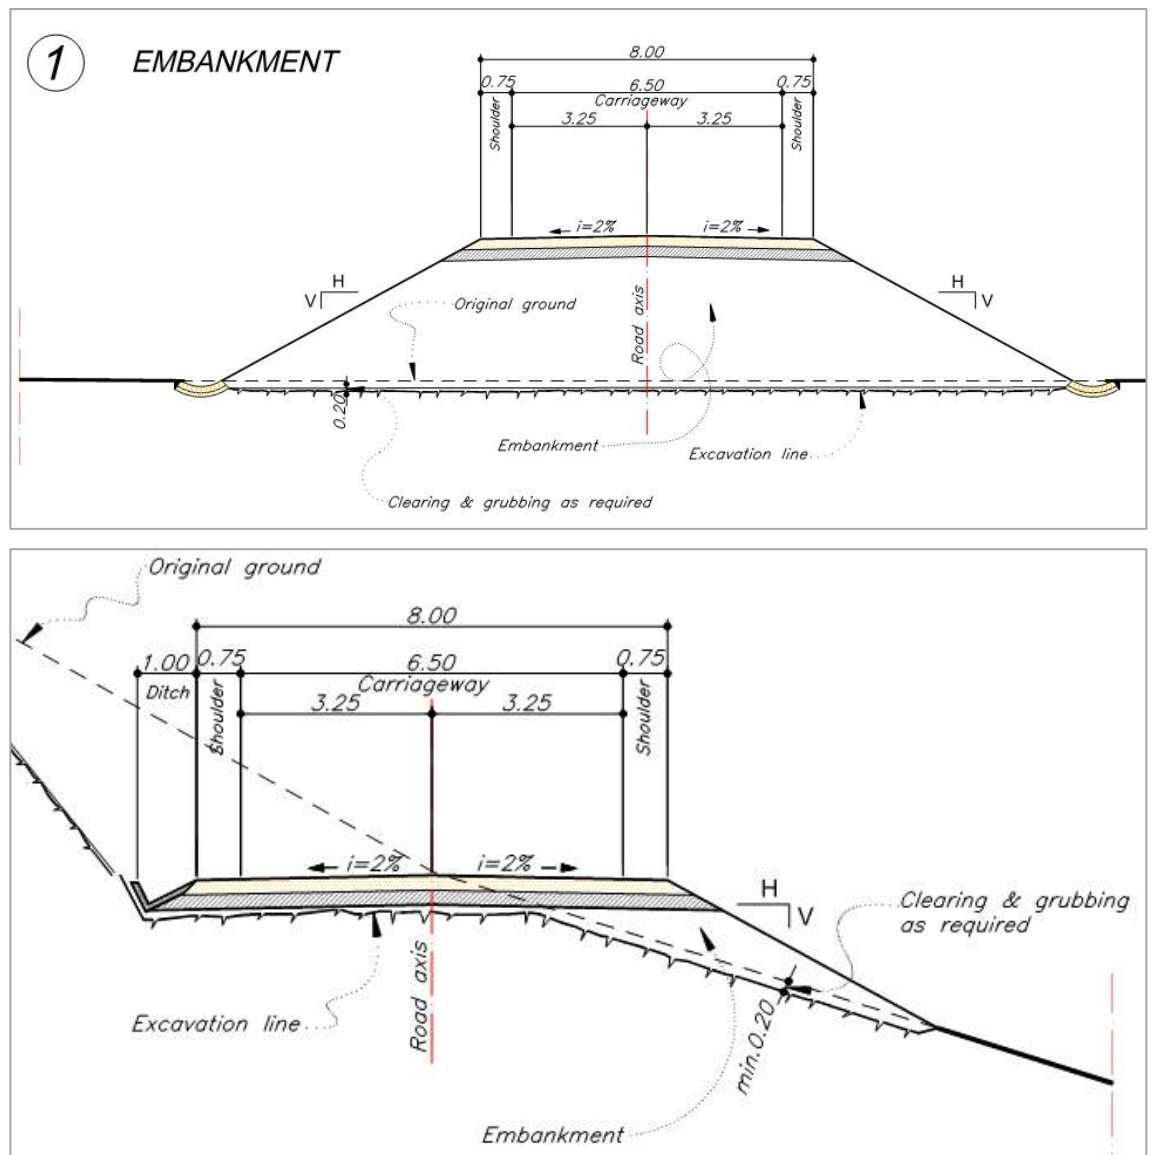 1
EMBANKMENT
8.00
0.75
6.50
0.75
Carriageway
Shoulder
Shoulder
3.25
3.25
i=2%
i=2%
H
V
H
V
Original ground
Road axis
0.20
Embankment
Excavation line
Clearing & grubbing as required
Original ground
8.00
1.00
0.75
6.50
0.75
Ditch
Carriageway
Shoulder
Shoulder
3.25
3.25
i=2%
i=2%
H
V
Clearing & grubbing
as required
Road axis
Excavation line
min.0.20
Embankment